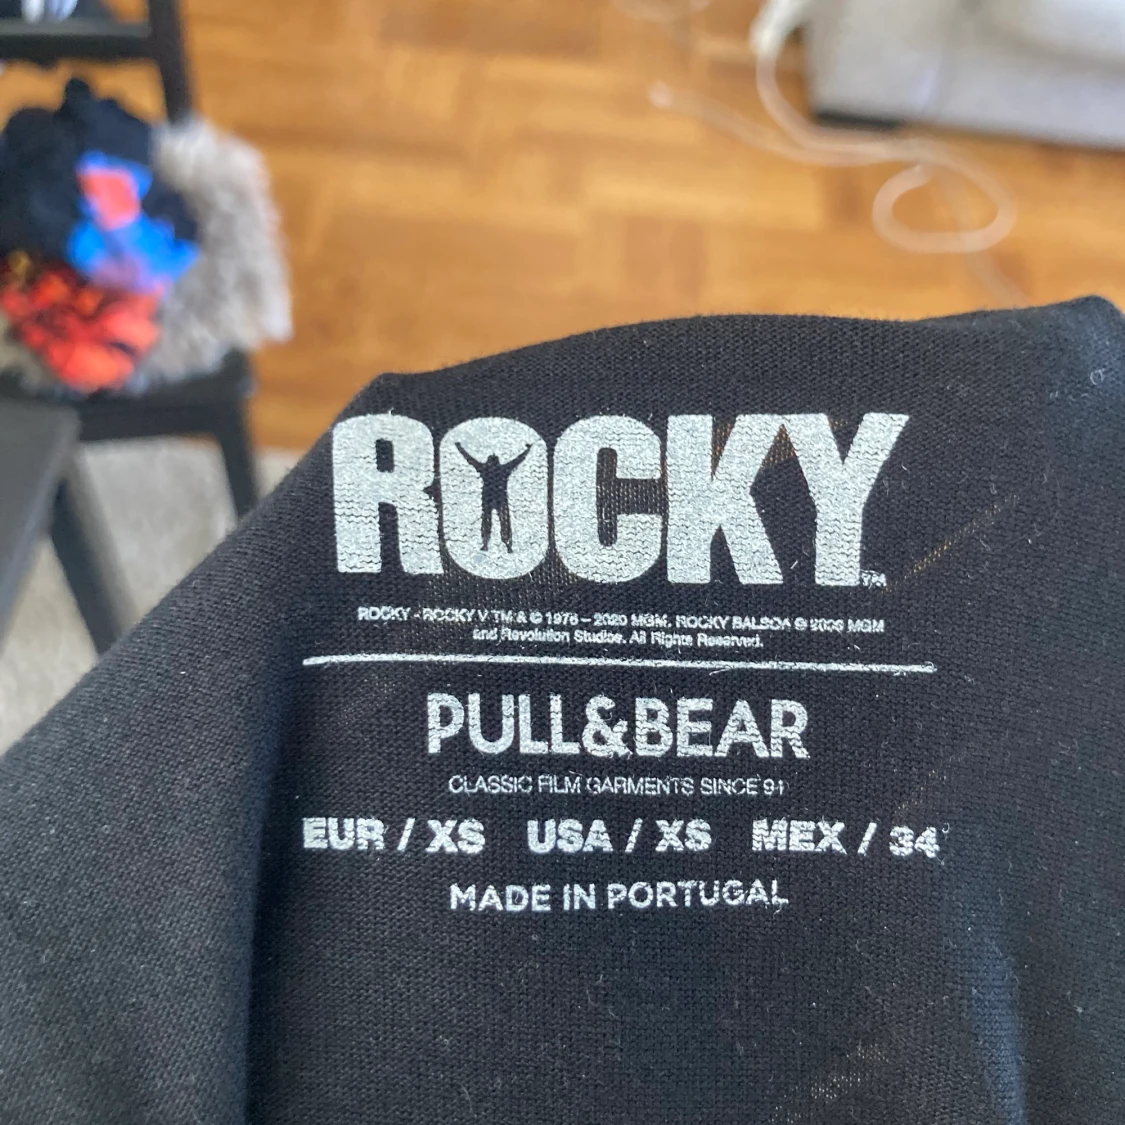 ROCKY TM
ROCKY - ROCKY V TM & © 1976 – 2020 MGM. ROCKY BALBOA © 2006 MGM
and Revolution Studios. All Rights Reserved.
PULL&BEAR
CLASSIC FILM GARMENTS SINCE 91
EUR / XS USA / XS MEX / 34
MADE IN PORTUGAL